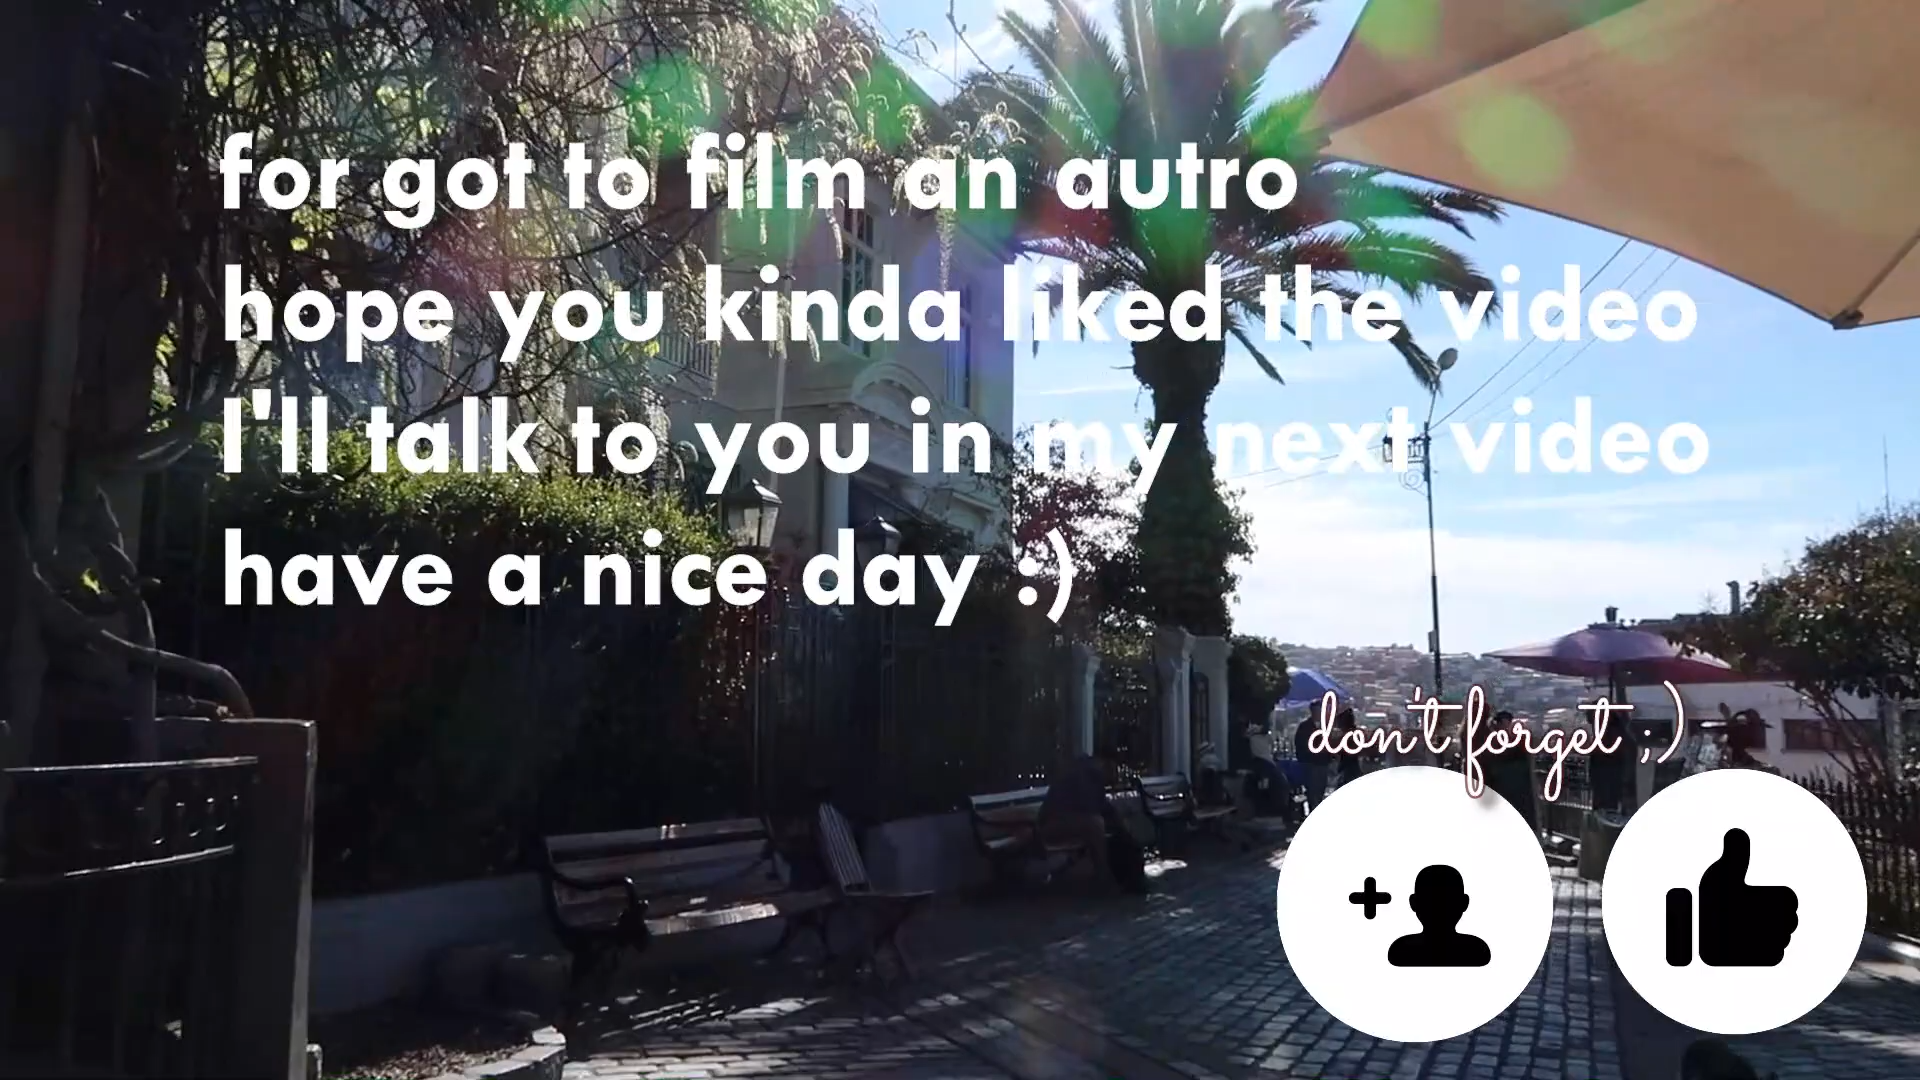 for got to film an autro
hope you kinda liked the video
I'll talk to you in my next video
have a nice day :)
don't forget ;)